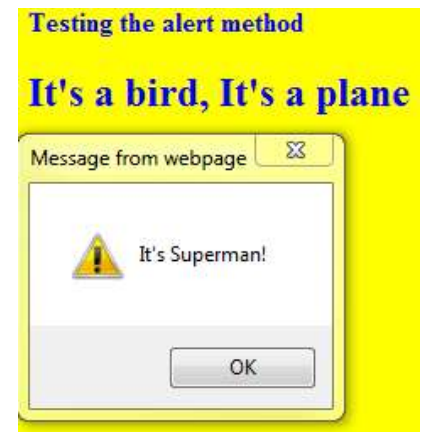 Testing the alert method
It's a bird, It's a plane
Message from webpage
It's Superman!
OK